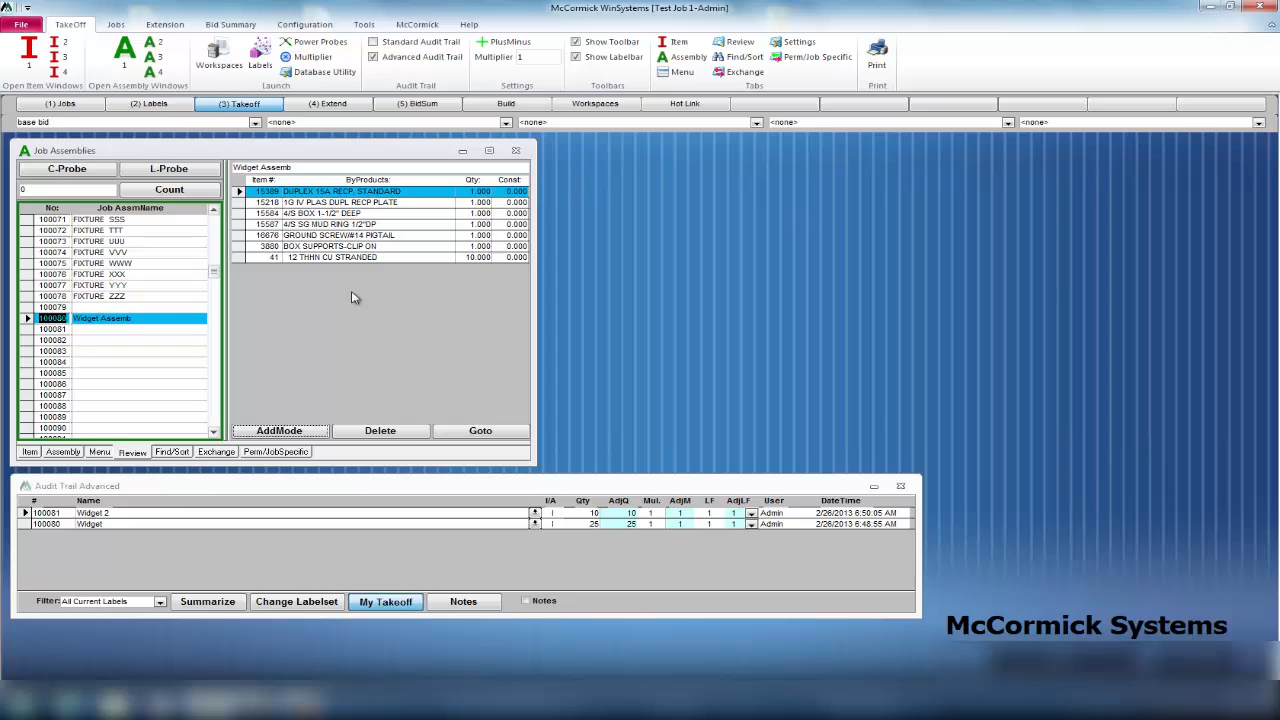 McCormick WinSystems [Test Job 1-Admin]
File TakeOff Jobs Extension Bid Summary Configuration Tools McCormick Help
I 1 I 2 I 3 I 4
Open Item Windows
A 1 A 2 A 3 A 4
Open Assembly Windows
Workspaces Labels
Power Probes
Multiplier
Database Utility
Launch
Standard Audit Trail
Advanced Audit Trail
Audit Trail
PlusMinus
Multiplier 1
Settings
Show Toolbar
Show Labelbar
Toolbars
Item Review Settings
Assembly Find/Sort Perm/Job Specific
Menu Exchange
Tabs
Print
Print
(1) Jobs (2) Labels (3) Takeoff (4) Extend (5) BidSum Build Workspaces Hot Link
base bid <none> <none> <none> <none>
Job Assemblies
C-Probe L-Probe
0 Count
No: Job AssmName
100071 FIXTURE SSS
100072 FIXTURE TTT
100073 FIXTURE UUU
100074 FIXTURE VVV
100075 FIXTURE WWW
100076 FIXTURE XXX
100077 FIXTURE YYY
100078 FIXTURE ZZZ
100079
100080 Widget Assemb
100081
100082
100083
100084
100085
100086
100087
100088
100089
100090
Widget Assemb
Item #: ByProducts: Qty: Const:
15389 DUPLEX 15A RECP, STANDARD 1.000 0.000
15218 1G IV PLAS DUPL RECP PLATE 1.000 0.000
15584 4/S BOX 1-1/2" DEEP 1.000 0.000
15587 4/S SG MUD RING 1/2"DP 1.000 0.000
16676 GROUND SCREW/#14 PIGTAIL 1.000 0.000
3880 BOX SUPPORTS-CLIP ON 1.000 0.000
41 12 THHN CU STRANDED 10.000 0.000
AddMode Delete Goto
Item Assembly Menu Review Find/Sort Exchange Perm/JobSpecific
Audit Trail Advanced
# Name I/A Qty AdjQ Mul. AdjM LF AdjLF User DateTime
100081 Widget 2 I 10 10 1 1 1 1 Admin 2/26/2013 6:50:05 AM
100080 Widget I 25 25 1 1 1 1 Admin 2/26/2013 6:48:55 AM
Filter: All Current Labels Summarize Change Labelset My Takeoff Notes Notes
McCormick Systems